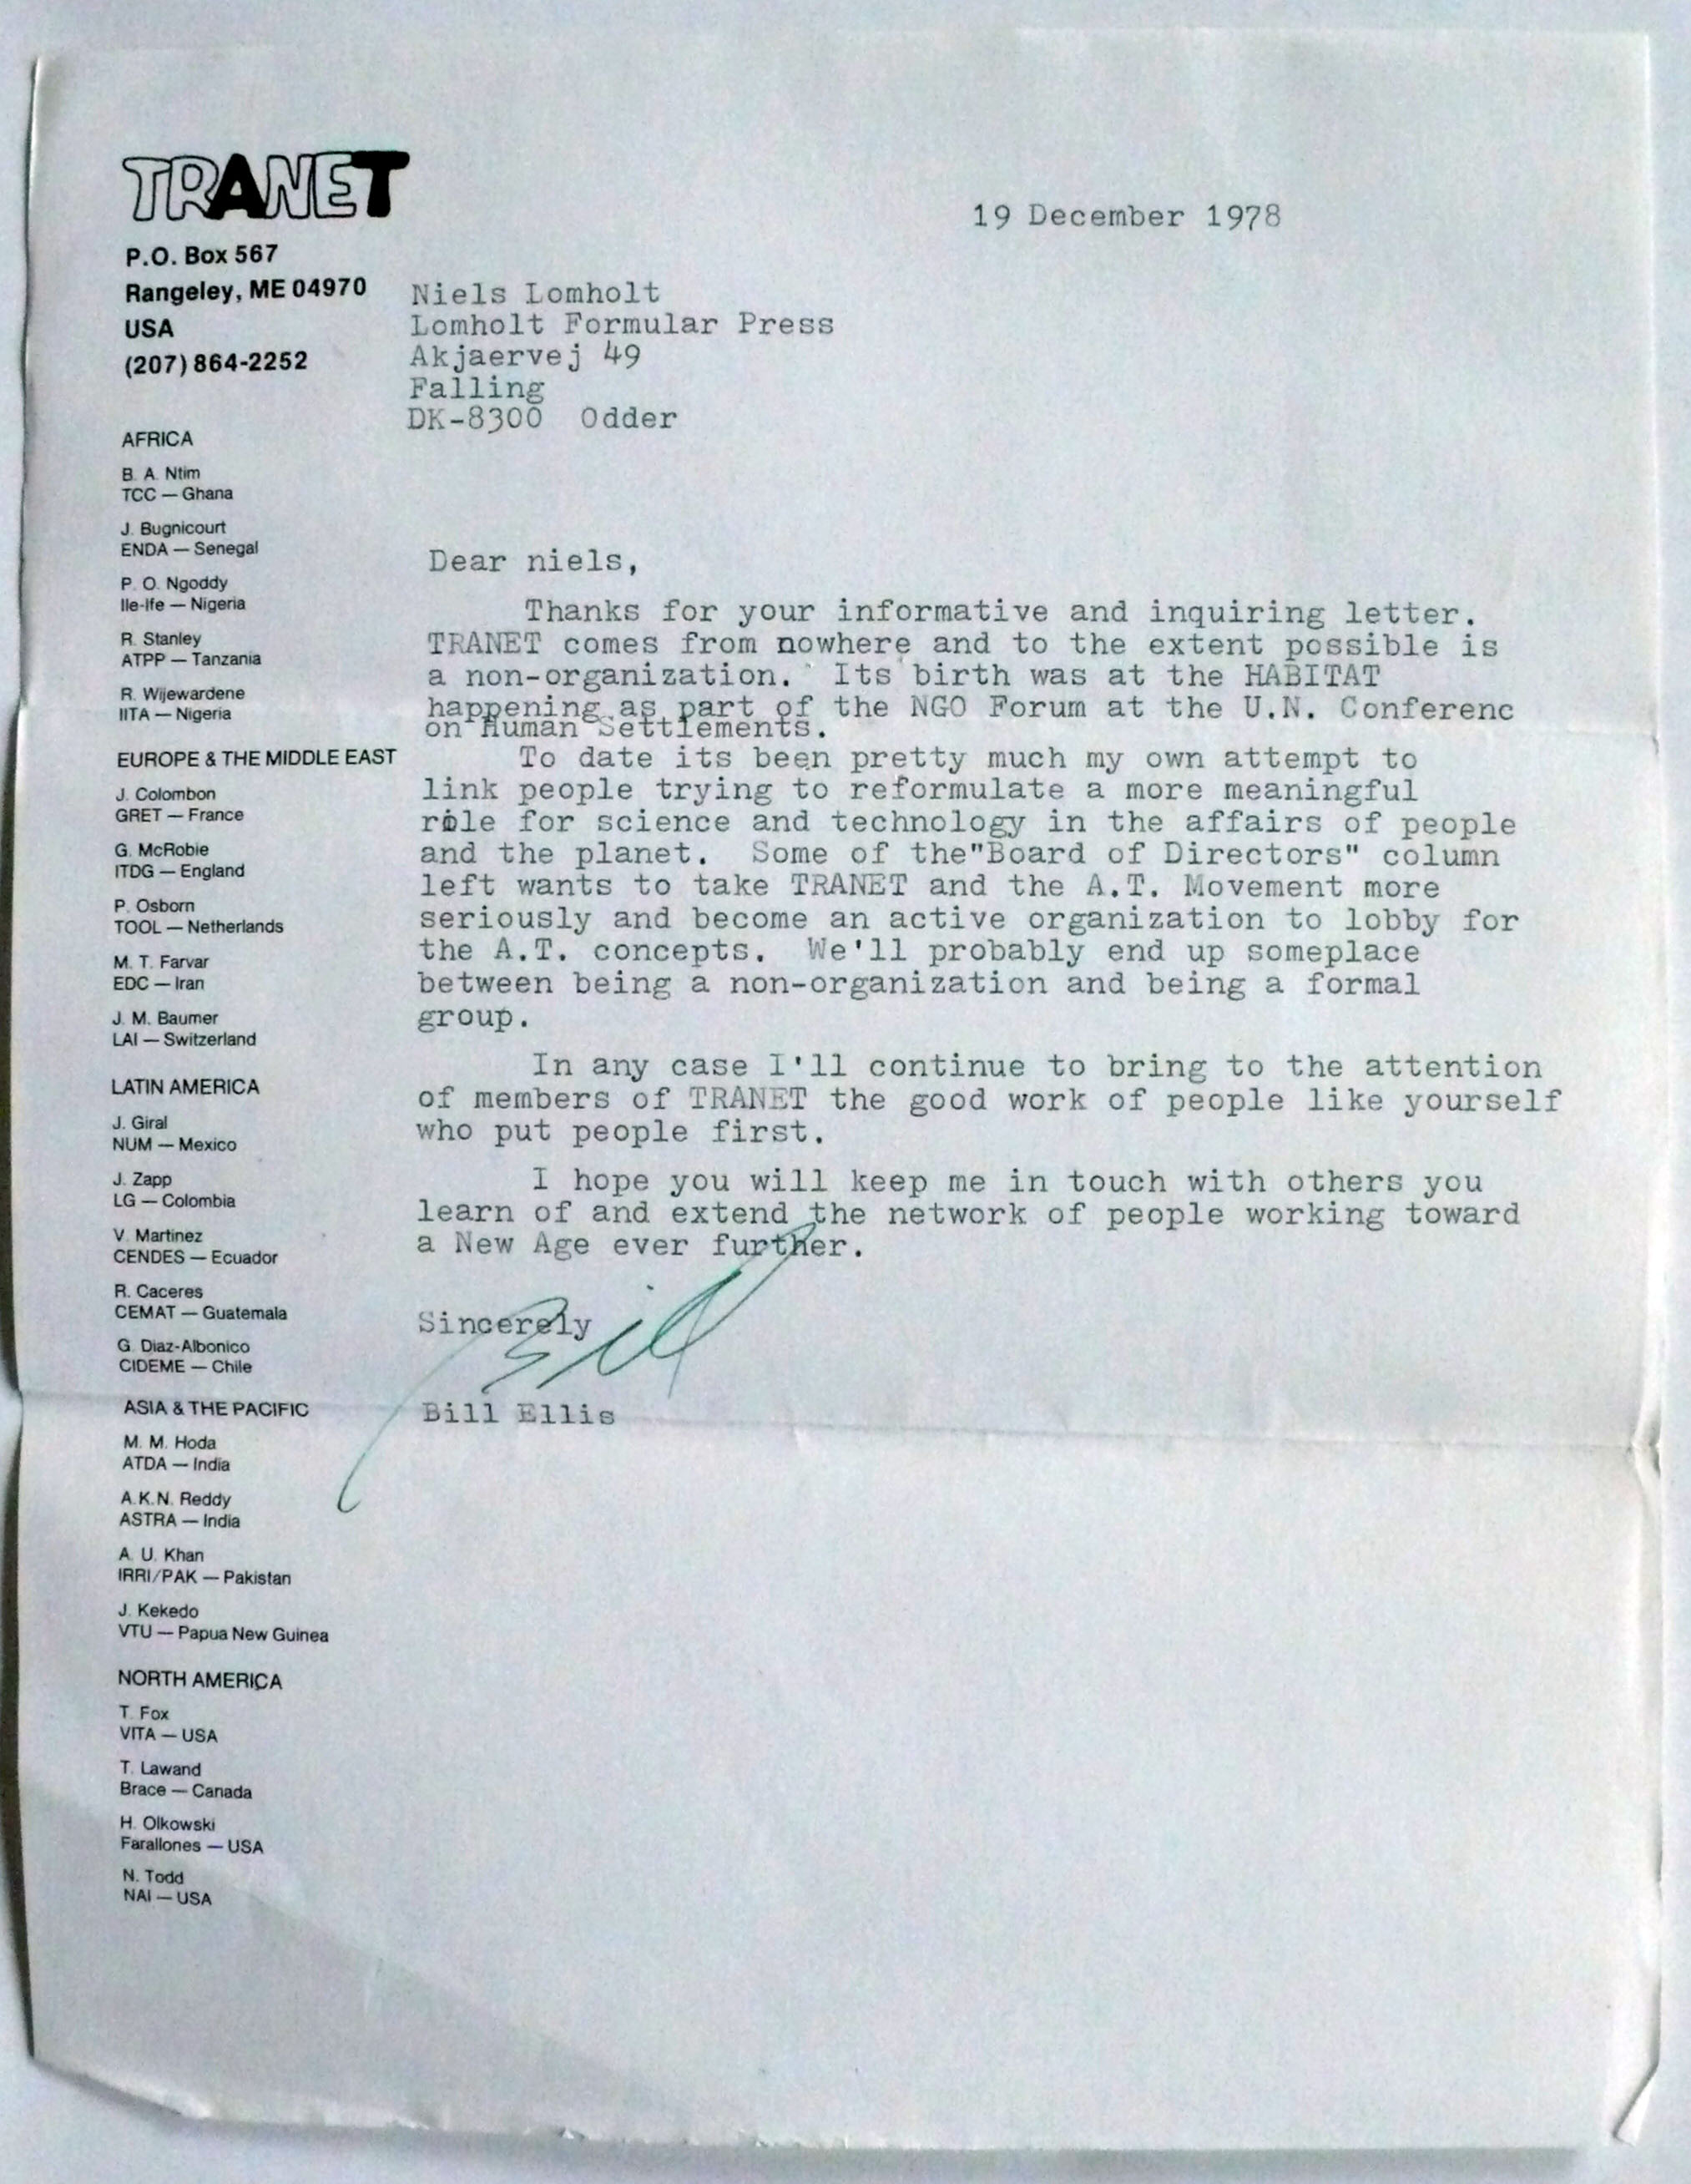 TRANET
P.O. Box 567
Rangeley, ME 04970
USA
(207) 864-2252
19 December 1978
Niels Lomholt
Lomholt Formular Press
Akjaervej 49
Falling
DK-8300 Odder
AFRICA
B. A. Ntim
TCC — Ghana
J. Bugnicourt
ENDA — Senegal
P. O. Ngoddy
Ile-Ife — Nigeria
R. Stanley
ATPP — Tanzania
R. Wijewardene
IITA — Nigeria
EUROPE & THE MIDDLE EAST
J. Colombon
GRET — France
G. McRobie
ITDG — England
P. Osborn
TOOL — Netherlands
M. T. Farvar
EDC — Iran
J. M. Baumer
LAI — Switzerland
LATIN AMERICA
J. Giral
NUM — Mexico
J. Zapp
LG — Colombia
V. Martinez
CENDES — Ecuador
R. Caceres
CEMAT — Guatemala
G. Diaz-Albonico
CIDEME — Chile
ASIA & THE PACIFIC
M. M. Hoda
ATDA — India
A.K.N. Reddy
ASTRA — India
A. U. Khan
IRRI/PAK — Pakistan
J. Kekedo
VTU — Papua New Guinea
NORTH AMERICA
T. Fox
VITA — USA
T. Lawand
Brace — Canada
H. Olkowski
Farallones — USA
N. Todd
NAI — USA
Dear niels,
Thanks for your informative and inquiring letter.
TRANET comes from nowhere and to the extent possible is
a non-organization. Its birth was at the HABITAT
happening as part of the NGO Forum at the U.N. Conferenc
on Human Settlements.
To date its been pretty much my own attempt to
link people trying to reformulate a more meaningful
role for science and technology in the affairs of people
and the planet. Some of the"Board of Directors" column
left wants to take TRANET and the A.T. Movement more
seriously and become an active organization to lobby for
the A.T. concepts. We'll probably end up someplace
between being a non-organization and being a formal
group.
In any case I'll continue to bring to the attention
of members of TRANET the good work of people like yourself
who put people first.
I hope you will keep me in touch with others you
learn of and extend the network of people working toward
a New Age ever further.
Sincerely
Bill
Bill Ellis